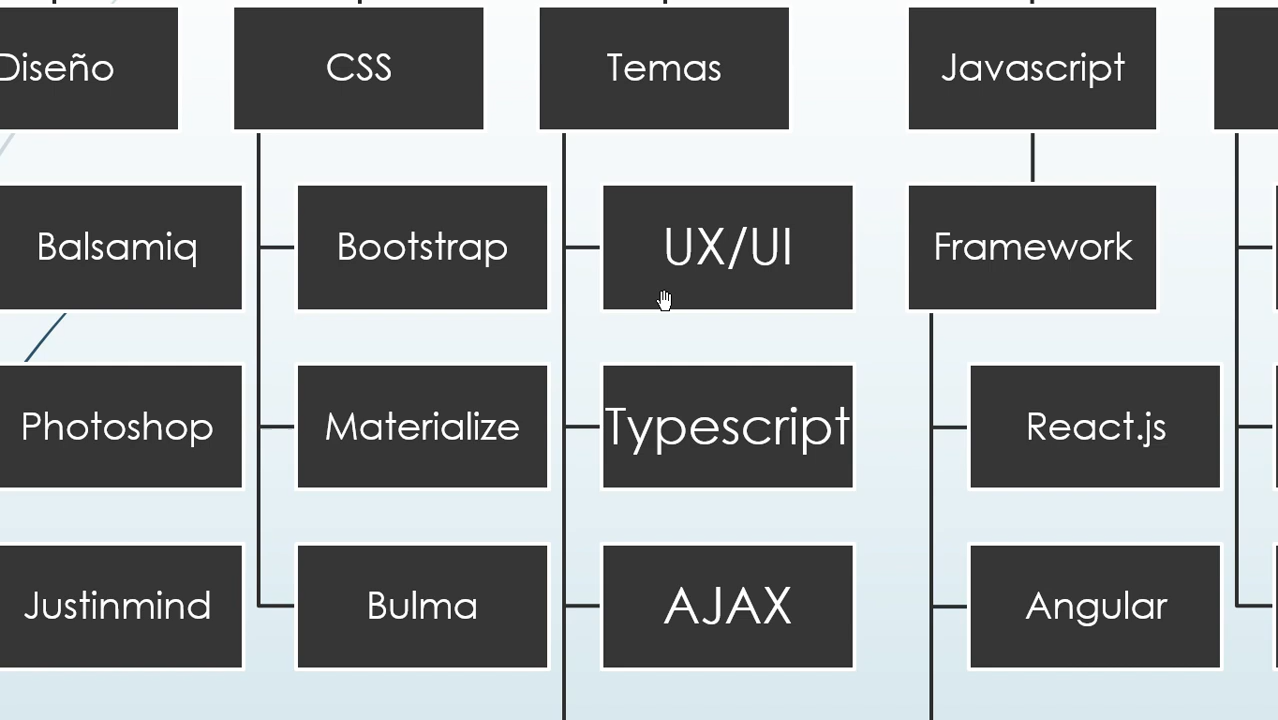 Diseño
CSS
Temas
Javascript
Balsamiq
Bootstrap
UX/UI
Framework
Photoshop
Materialize
Typescript
React.js
Justinmind
Bulma
AJAX
Angular